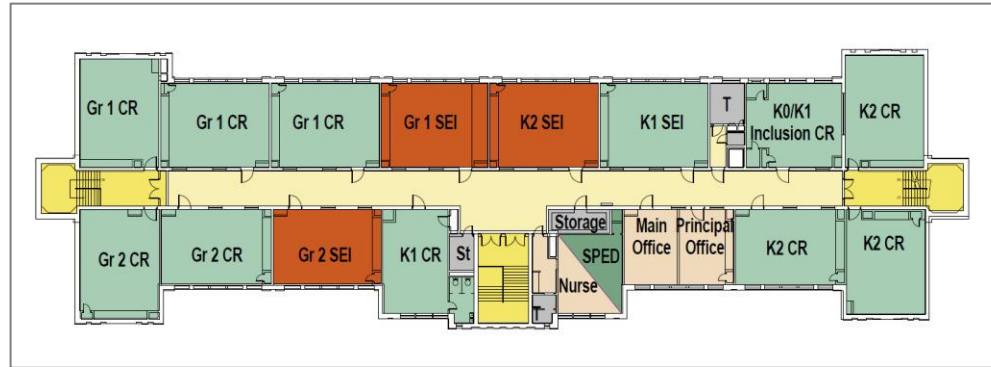 Gr 1 CR
Gr 1 CR
Gr 1 CR
Gr 1 SEI
K2 SEI
K1 SEI
T
K0/K1
Inclusion CR
K2 CR
Gr 2 CR
Gr 2 CR
Gr 2 SEI
K1 CR
St
T
Storage
SPED
Nurse
Main
Office
Principal
Office
K2 CR
K2 CR